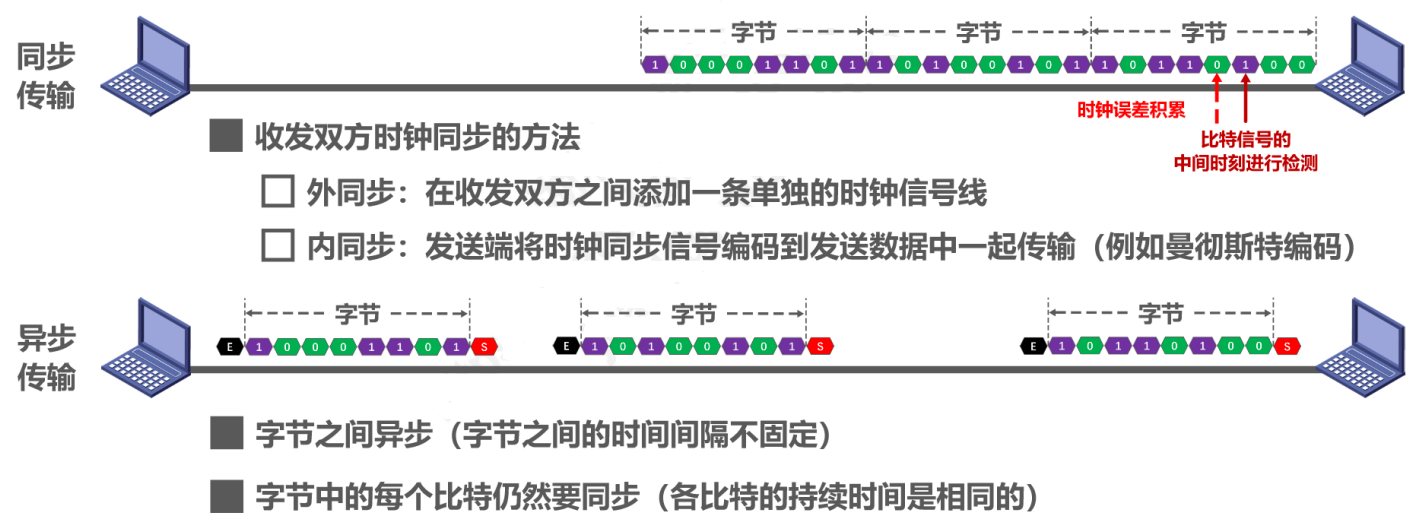 同步
传输
字节 字节 字节
1 0 0 0 1 1 0 1 1 0 1 0 0 1 0 1 1 0 1 1 0 1 0 0
时钟误差积累
比特信号的
中间时刻进行检测
收发双方时钟同步的方法
外同步：在收发双方之间添加一条单独的时钟信号线
内同步：发送端将时钟同步信号编码到发送数据中一起传输（例如曼彻斯特编码）
异步
传输
字节 字节 字节
E 1 0 0 0 1 1 0 1 S E 1 0 1 0 0 1 0 1 S E 1 0 1 1 0 1 0 0 S
字节之间异步（字节之间的时间间隔不固定）
字节中的每个比特仍然要同步（各比特的持续时间是相同的）